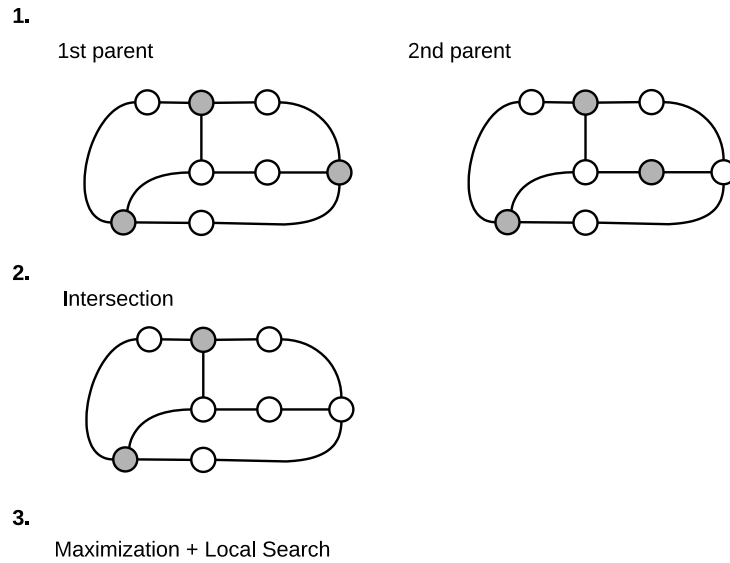 1.
1st parent 2nd parent
2.
Intersection
3.
Maximization + Local Search